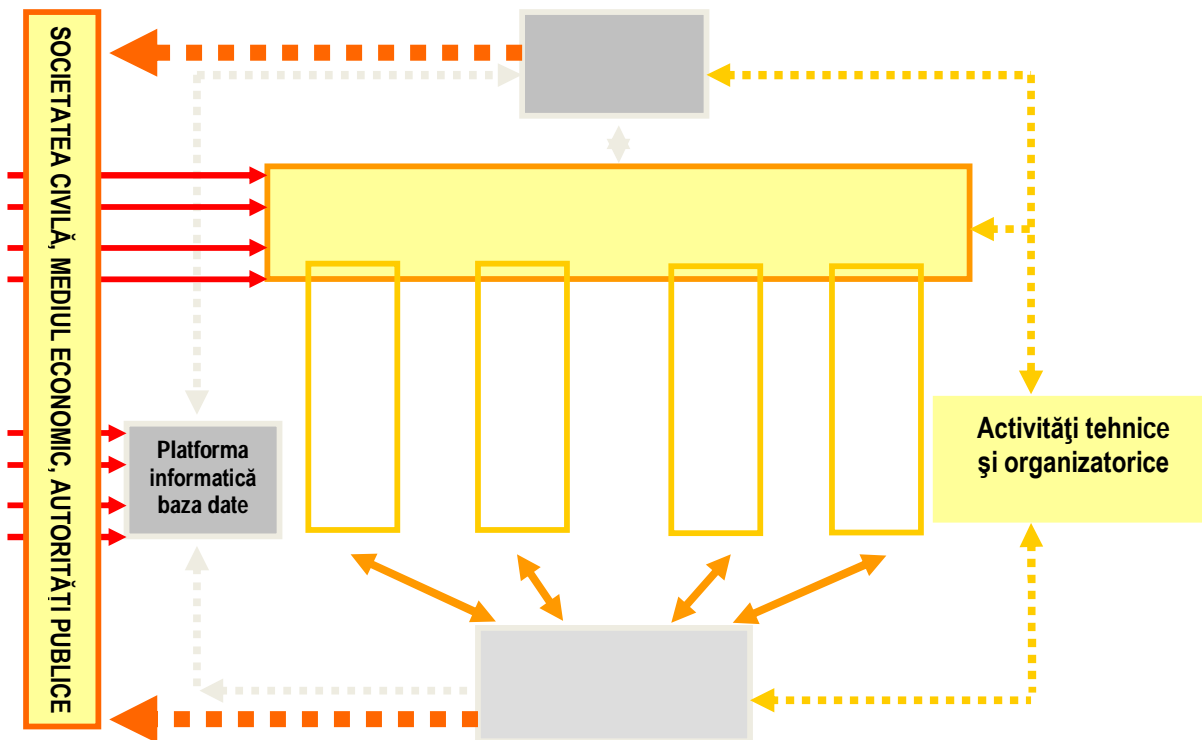 SOCIETATEA CIVILĂ, MEDIUL ECONOMIC, AUTORITĂŢI PUBLICE
Platforma
informatică
baza date
Activităţi tehnice
şi organizatorice